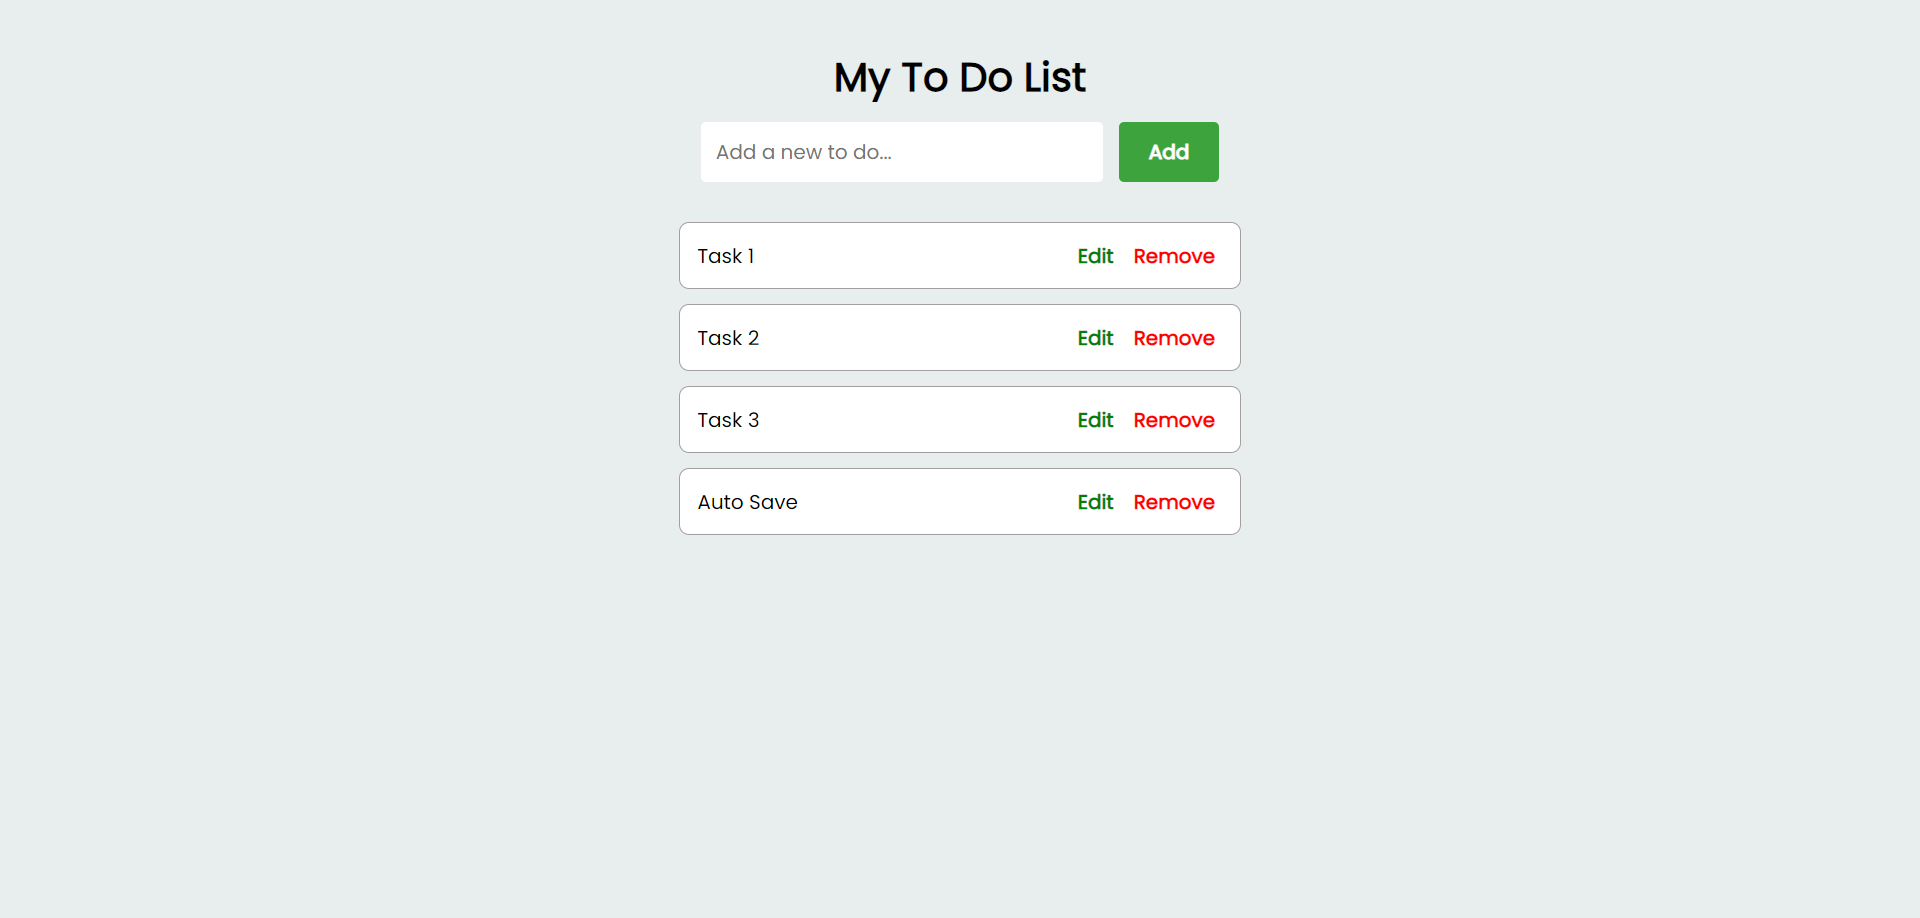 My To Do List
Add a new to do... Add
Task 1 Edit Remove
Task 2 Edit Remove
Task 3 Edit Remove
Auto Save Edit Remove